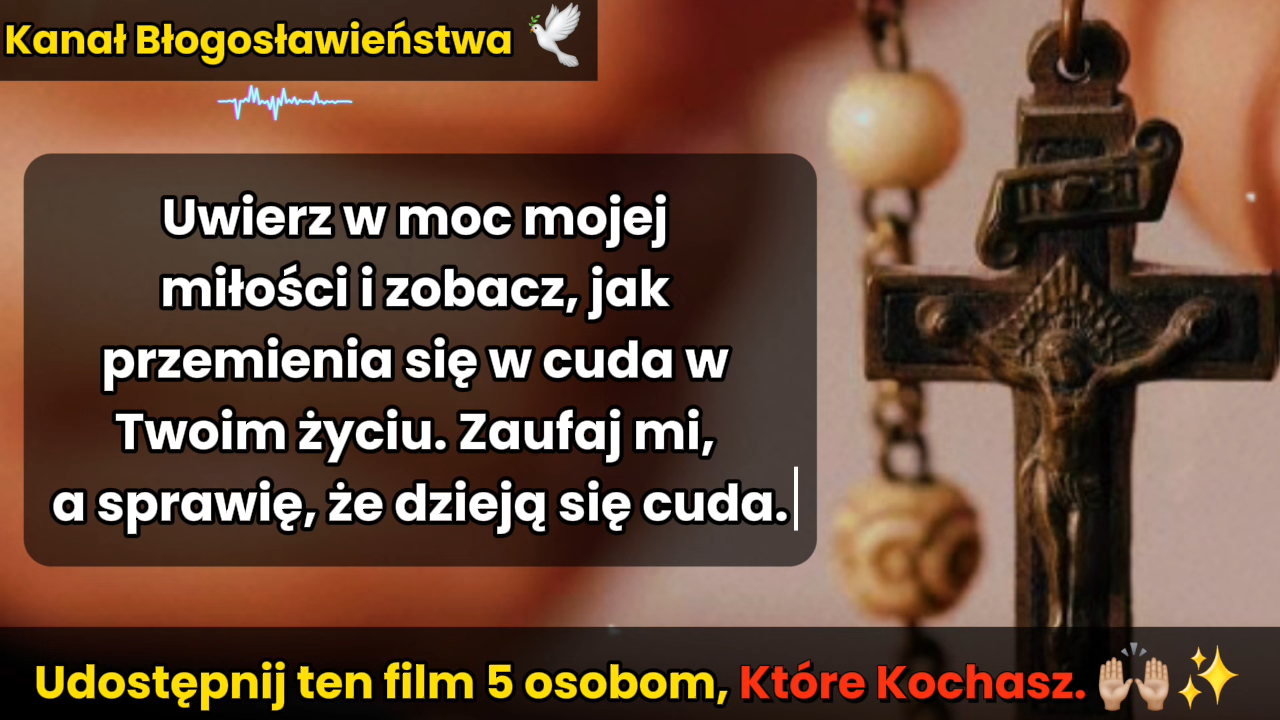 Kanał Błogosławieństwa 🕊️
Uwierz w moc mojej
miłości i zobacz, jak
przemienia się w cuda w
Twoim życiu. Zaufaj mi,
a sprawię, że dzieją się cuda.
Udostępnij ten film 5 osobom, Które Kochasz. 🙌🏼✨